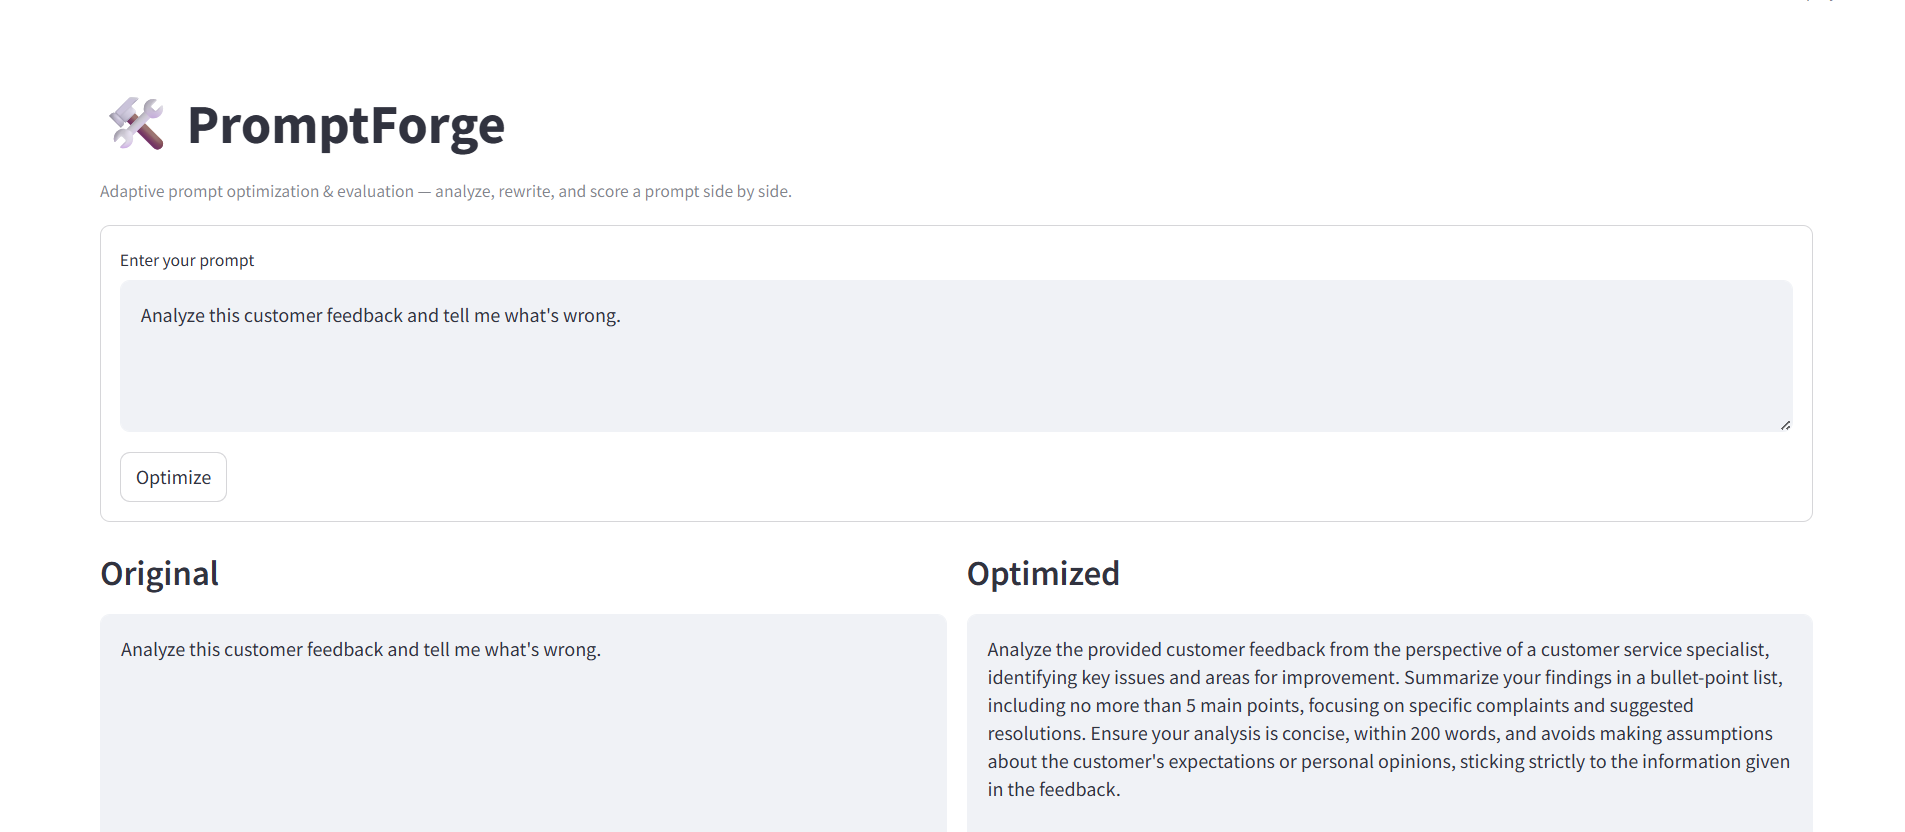 PromptForge
Adaptive prompt optimization & evaluation — analyze, rewrite, and score a prompt side by side.
Enter your prompt
Analyze this customer feedback and tell me what's wrong.
Optimize
Original
Analyze this customer feedback and tell me what's wrong.
Optimized
Analyze the provided customer feedback from the perspective of a customer service specialist,
identifying key issues and areas for improvement. Summarize your findings in a bullet-point list,
including no more than 5 main points, focusing on specific complaints and suggested
resolutions. Ensure your analysis is concise, within 200 words, and avoids making assumptions
about the customer's expectations or personal opinions, sticking strictly to the information given
in the feedback.